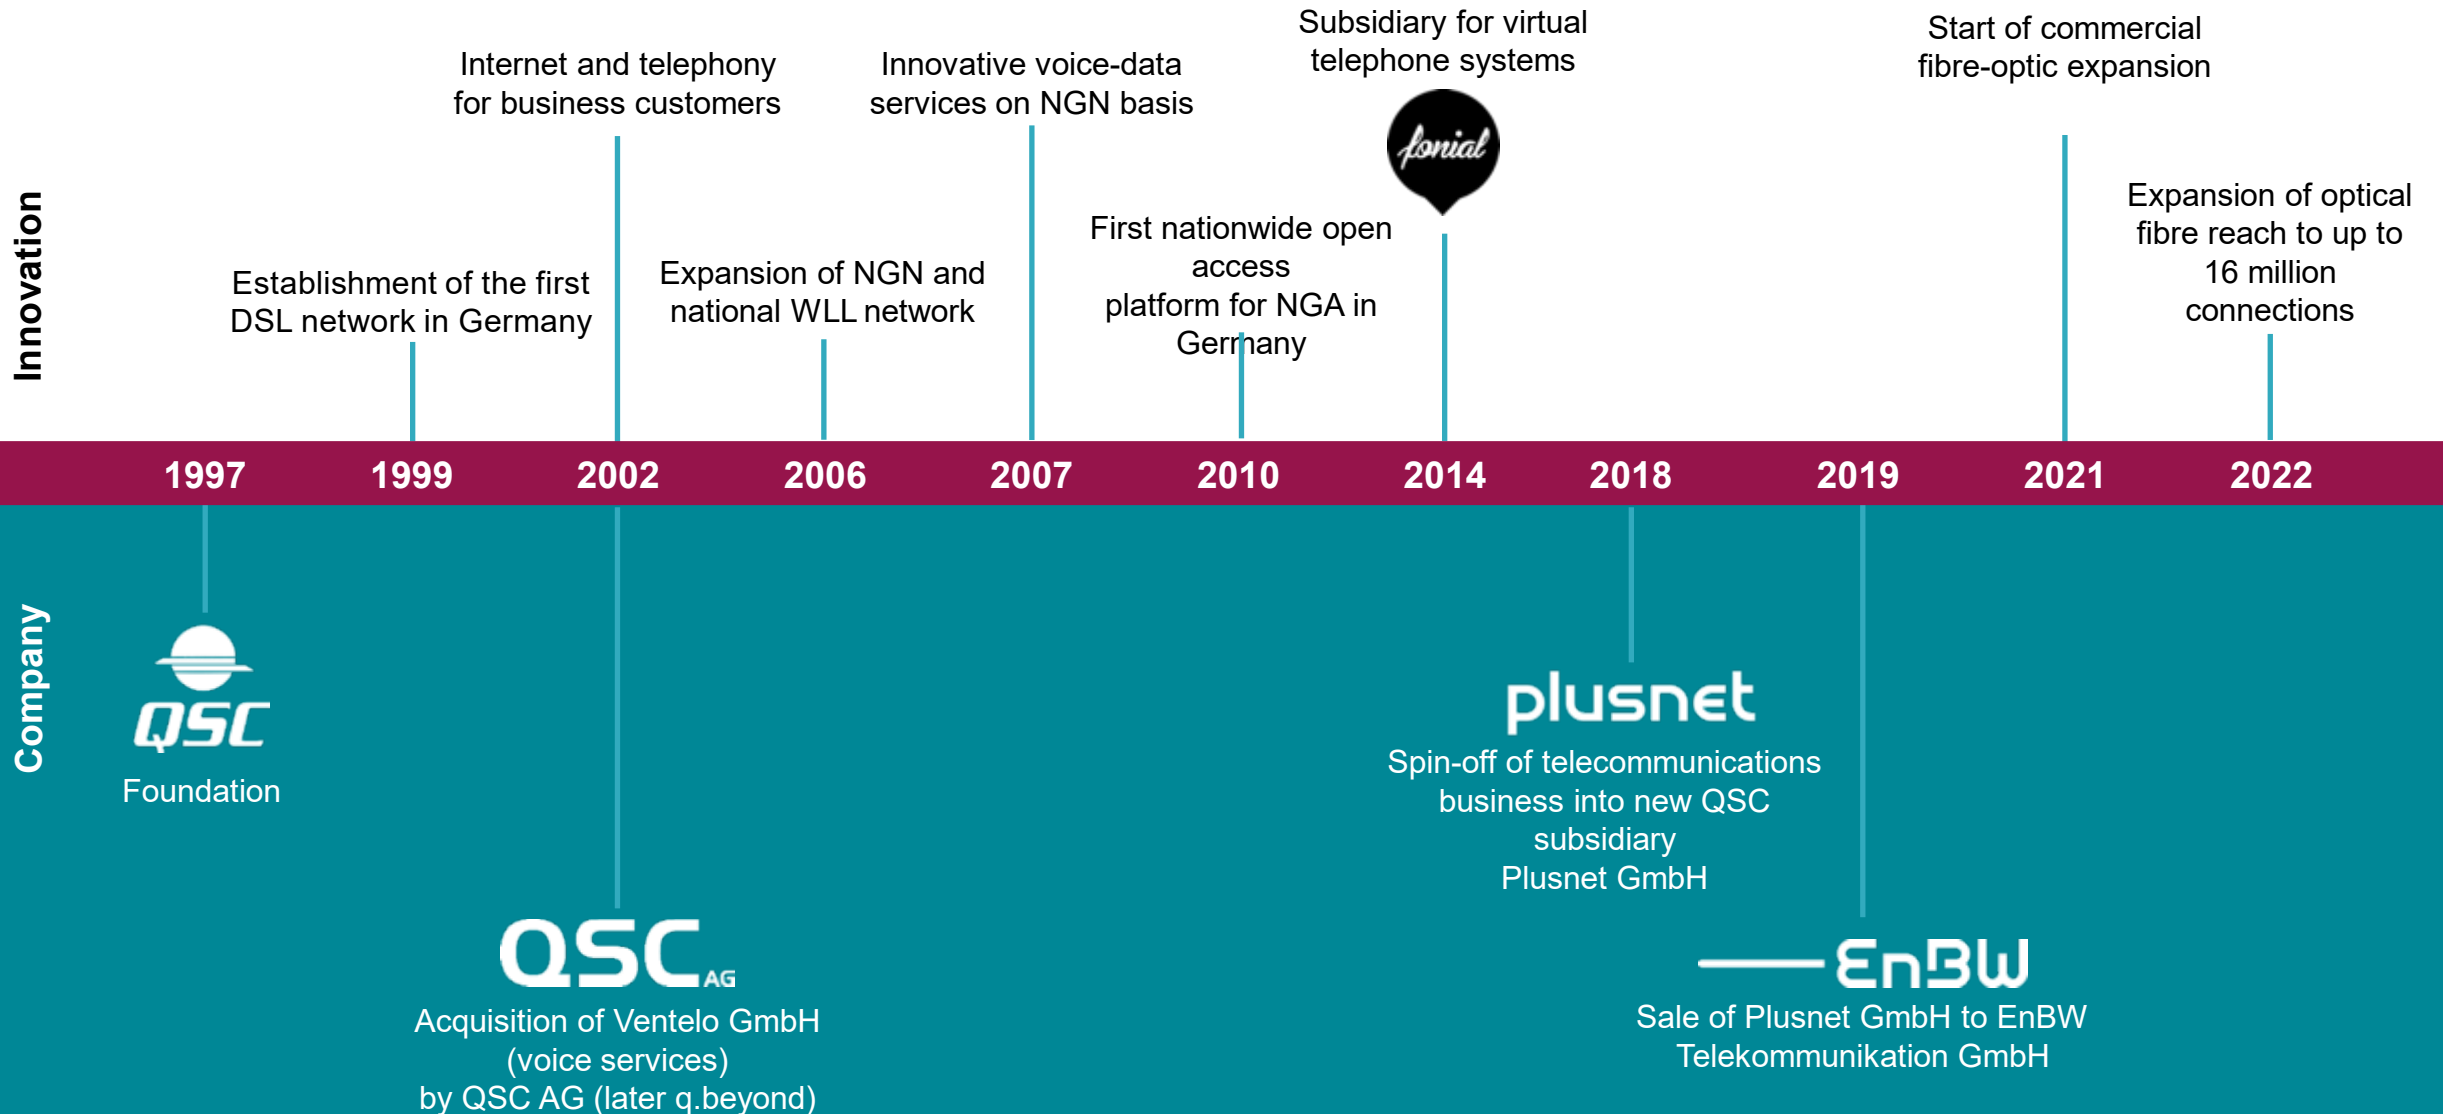 Innovation
Establishment of the first
DSL network in Germany
Internet and telephony
for business customers
Expansion of NGN and
national WLL network
Innovative voice-data
services on NGN basis
First nationwide open
access
platform for NGA in
Germany
Subsidiary for virtual
telephone systems
fonial
Start of commercial
fibre-optic expansion
Expansion of optical
fibre reach to up to
16 million
connections
1997 1999 2002 2006 2007 2010 2014 2018 2019 2021 2022
Company
QSC
Foundation
QSC AG
Acquisition of Ventelo GmbH
(voice services)
by QSC AG (later q.beyond)
plusnet
Spin-off of telecommunications
business into new QSC
subsidiary
Plusnet GmbH
EnBW
Sale of Plusnet GmbH to EnBW
Telekommunikation GmbH